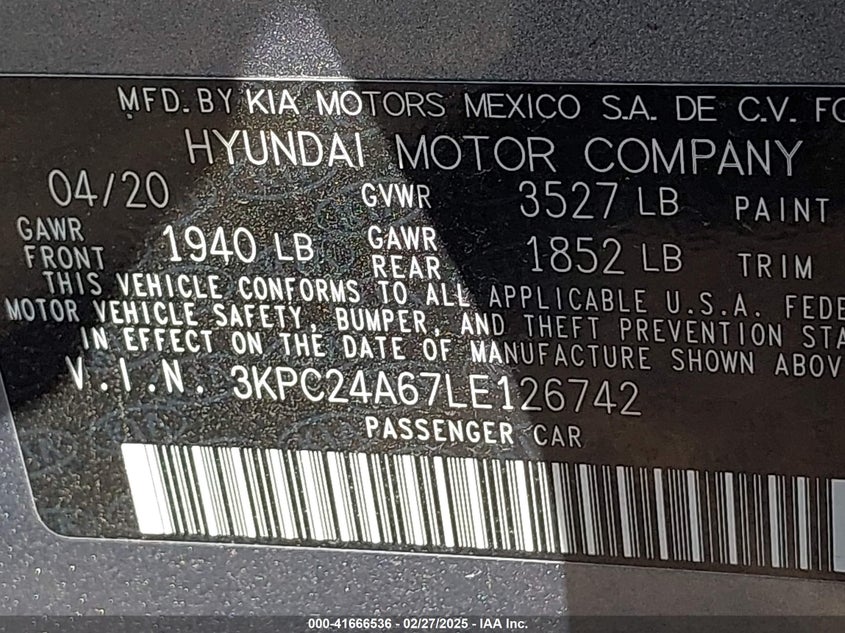 MFD. BY KIA MOTORS MEXICO S.A. DE C.V. FO
HYUNDAI MOTOR COMPANY
04/20 GVWR 3527 LB PAINT
GAWR FRONT 1940 LB GAWR REAR 1852 LB TRIM
THIS VEHICLE CONFORMS TO ALL APPLICABLE U.S.A. FEDE
MOTOR VEHICLE SAFETY, BUMPER, AND THEFT PREVENTION STA
IN EFFECT ON THE DATE OF MANUFACTURE SHOWN ABOV
V.I.N. 3KPC24A67LE126742
PASSENGER CAR
000-41666536 - 02/27/2025 - IAA Inc.